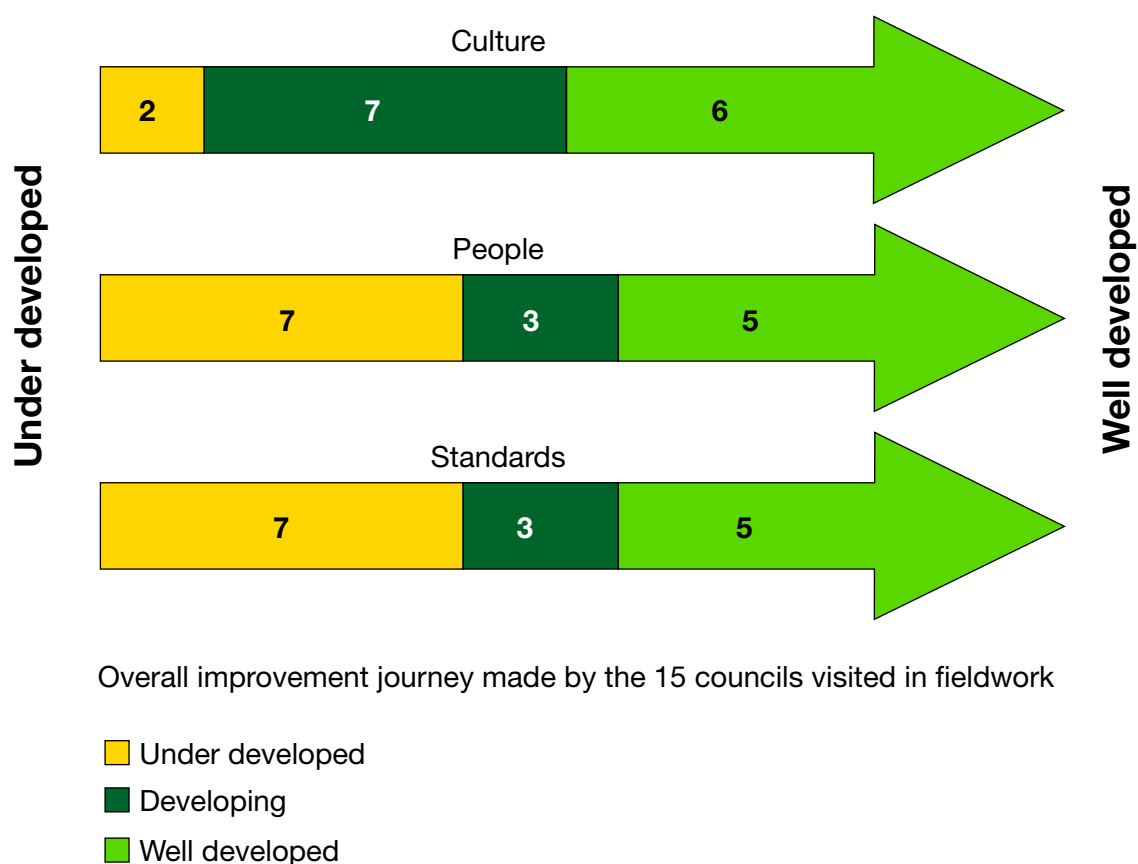 Culture
2 7 6
Under developed
People
7 3 5
Well developed
Standards
7 3 5
Overall improvement journey made by the 15 councils visited in fieldwork
Under developed
Developing
Well developed